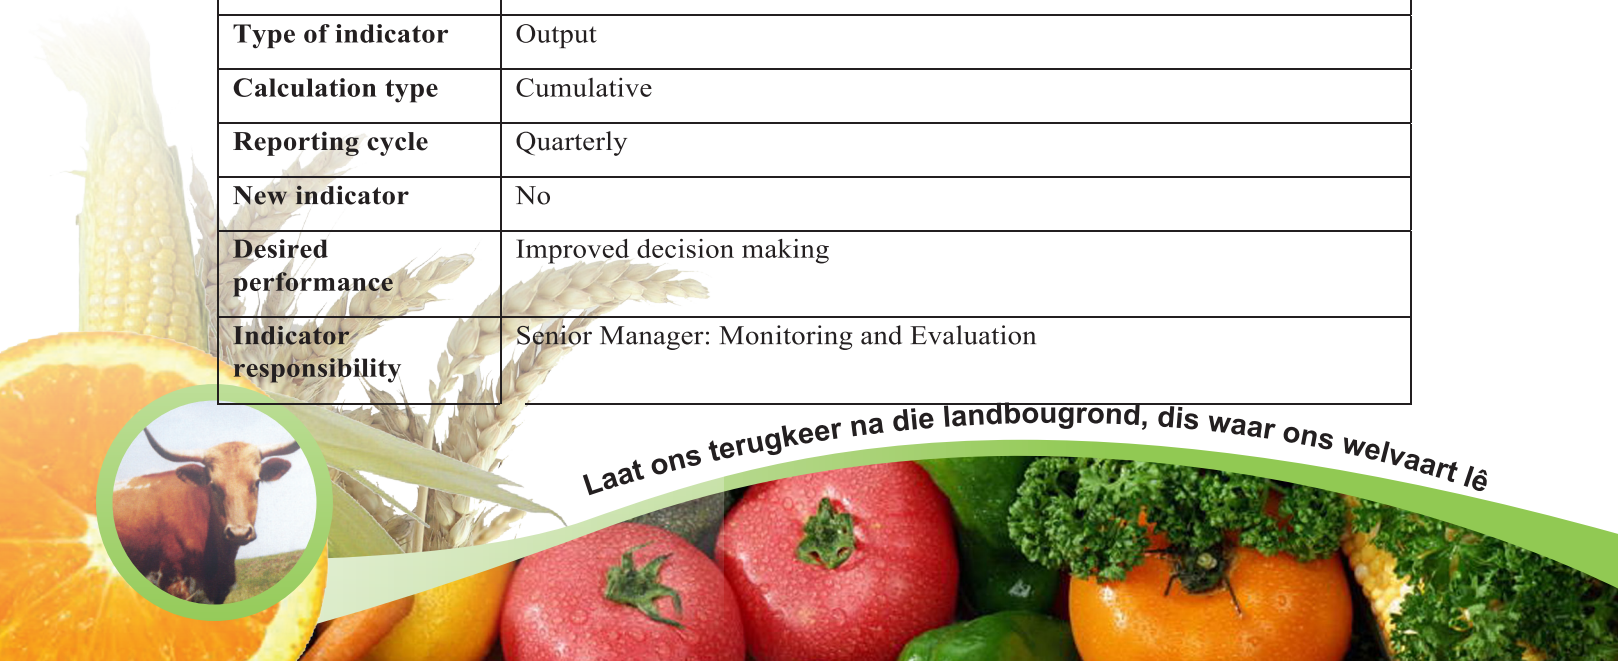 Type of indicator Output
Calculation type Cumulative
Reporting cycle Quarterly
New indicator No
Desired Improved decision making
performance
Indicator Senior Manager: Monitoring and Evaluation
responsibility
Laat ons terugkeer na die landbougrond, dis waar ons welvaart lê